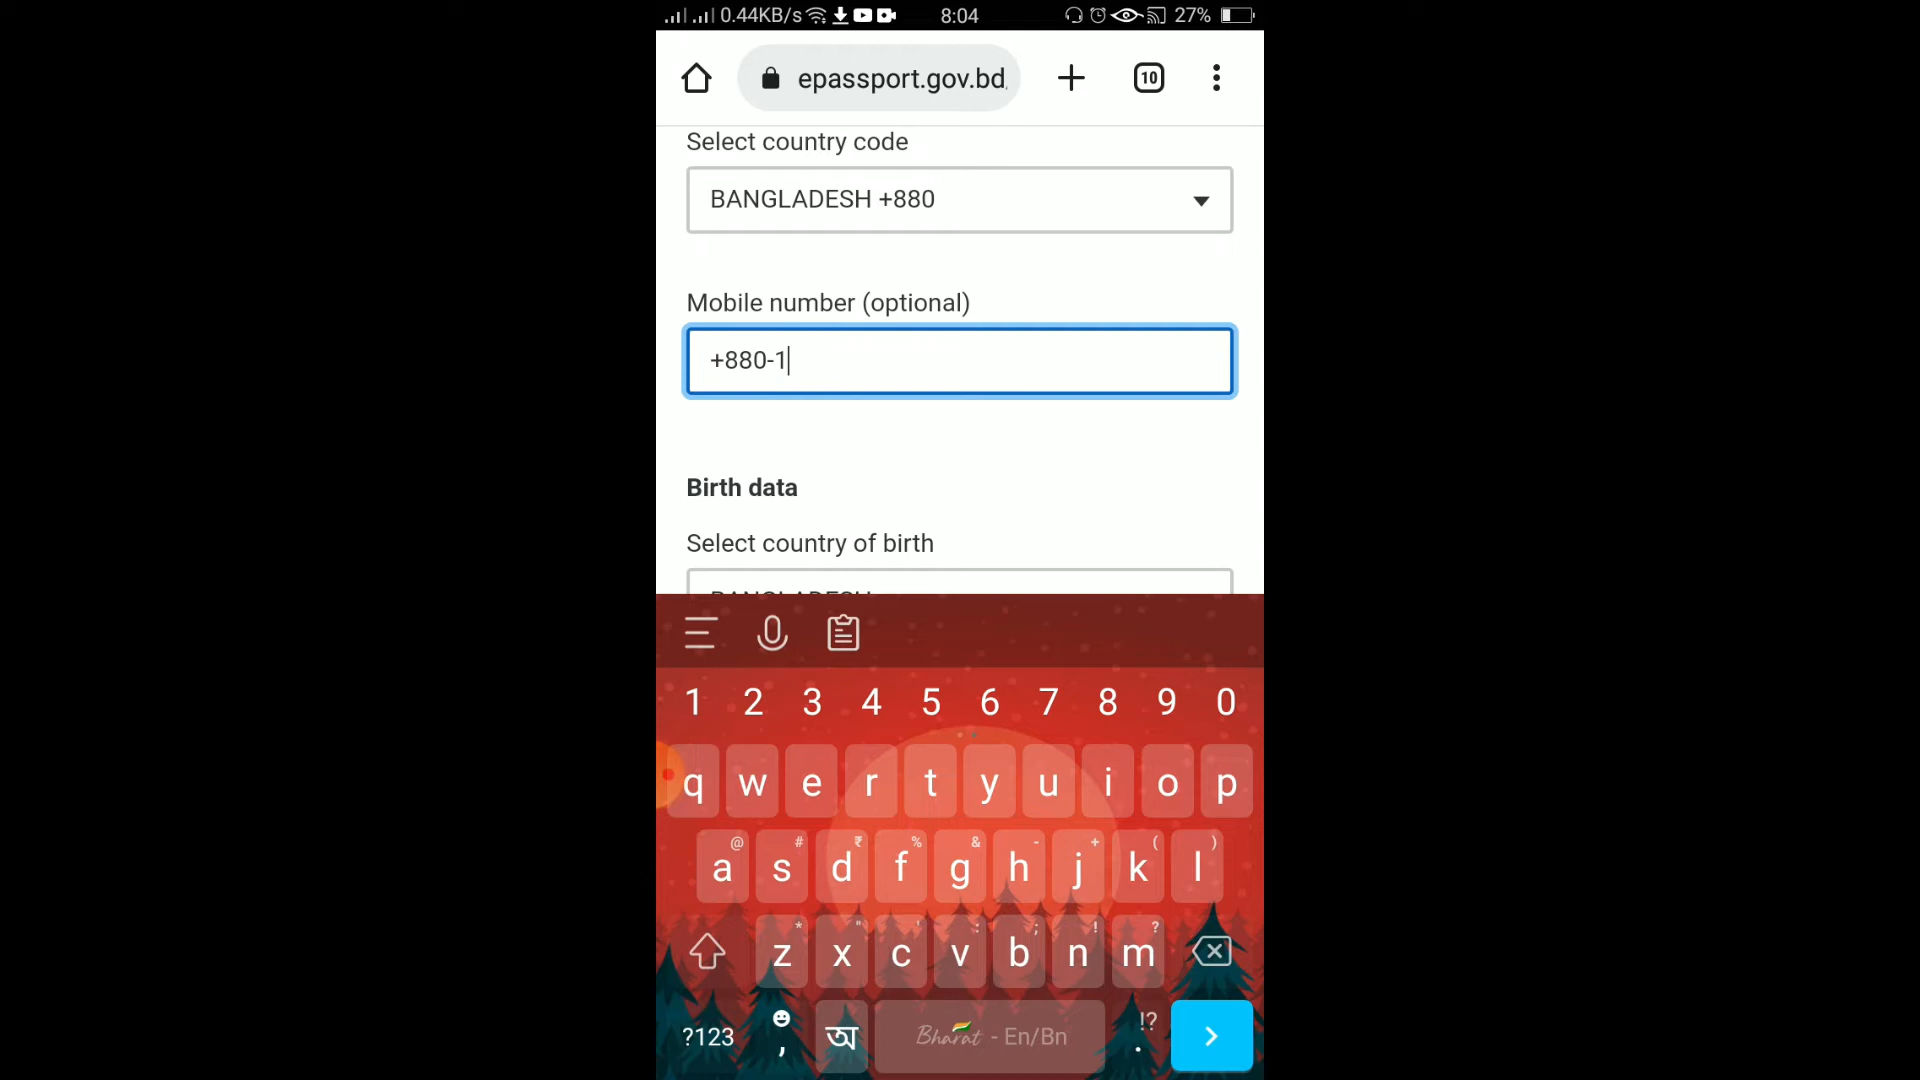 0.44KB/s 8:04 27%
epassport.gov.bd
10
Select country code
BANGLADESH +880
Mobile number (optional)
+880-1
Birth data
Select country of birth
BANGLADESH
1 2 3 4 5 6 7 8 9 0
q w e r t y u i o p
@ # ₹ % & - + ( )
a s d f g h j k l
* " ' : ; ! ?
z x c v b n m
?123 , অ Bharat - En/Bn !? .